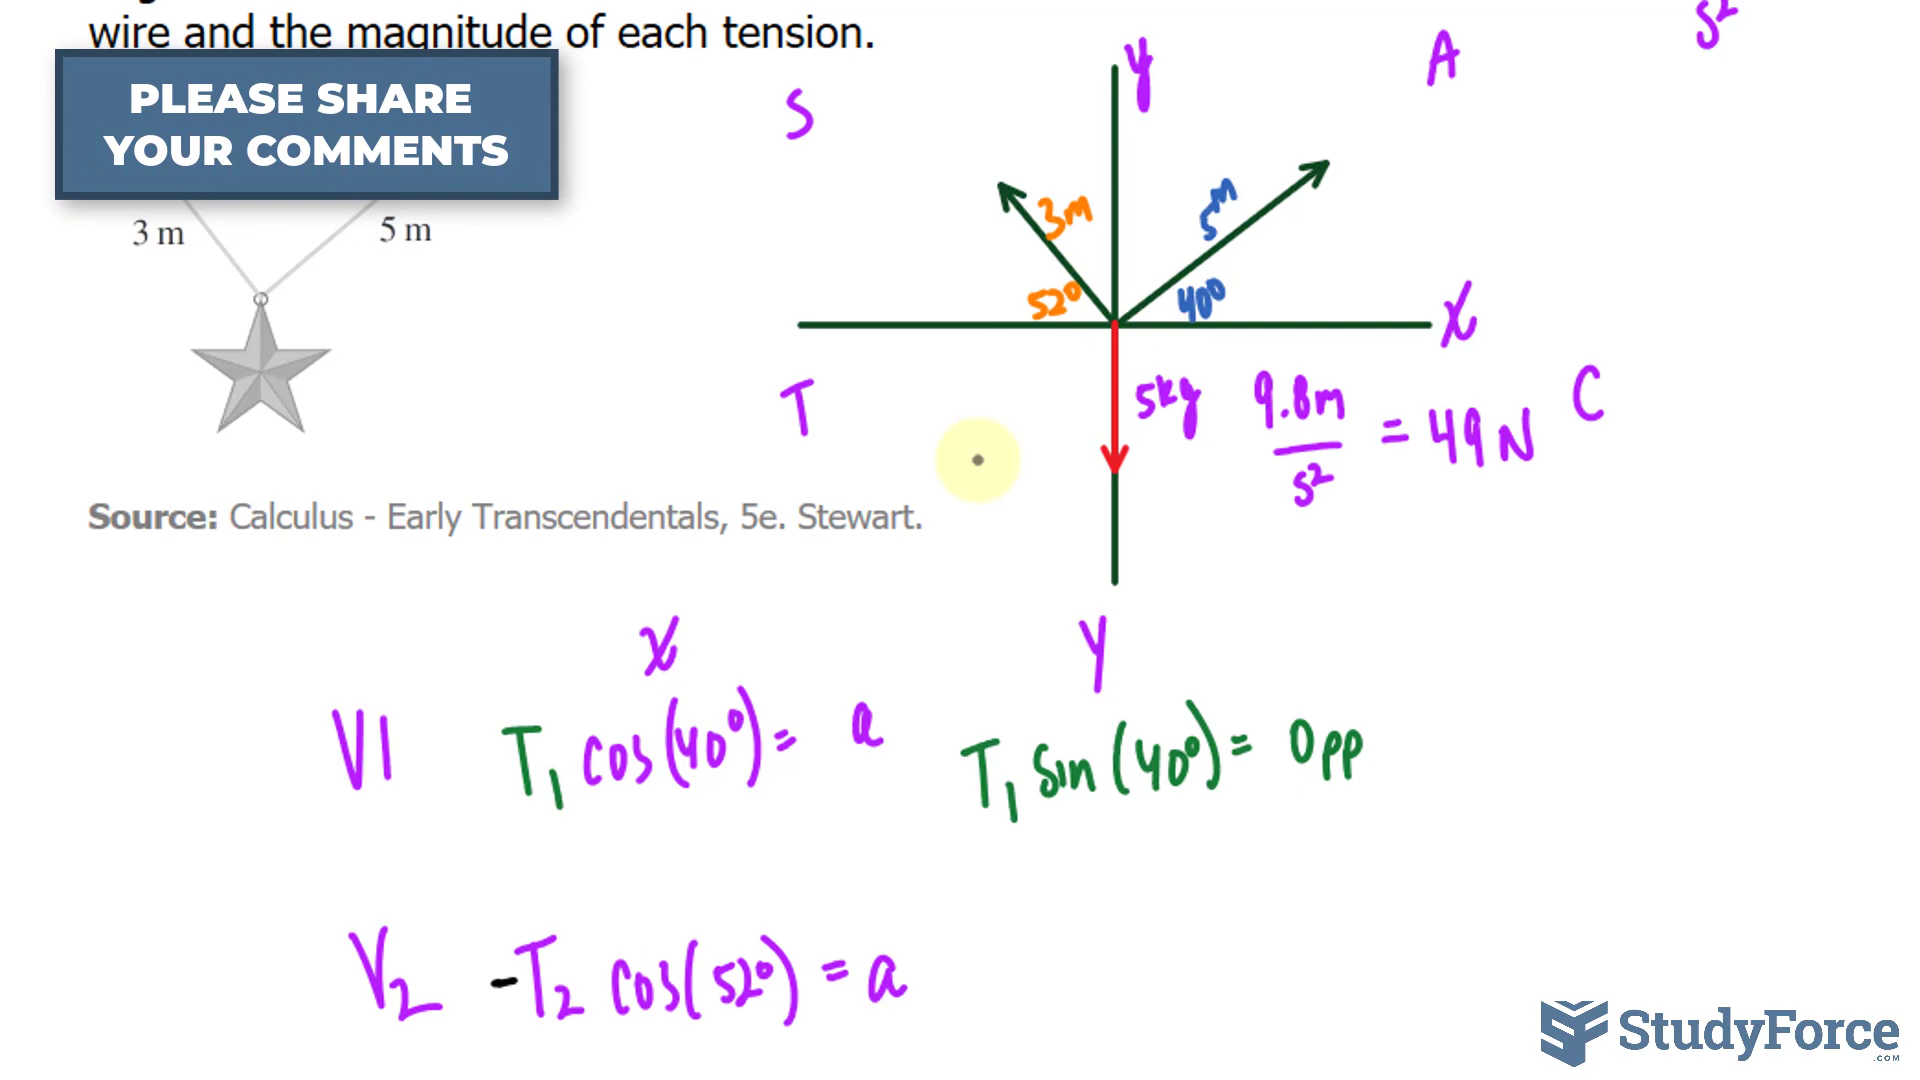 wire and the magnitude of each tension.
PLEASE SHARE
YOUR COMMENTS
3 m
5 m
Source: Calculus - Early Transcendentals, 5e. Stewart.
s²
y
A
S
3m
5m
52°
40°
x
T
5kg 9.8m/s² = 49N
C
x
y
V1 T₁ cos(40°) = a T₁ sin(40°) = opp
V₂ -T₂ cos(52°) = a
StudyForce
.COM